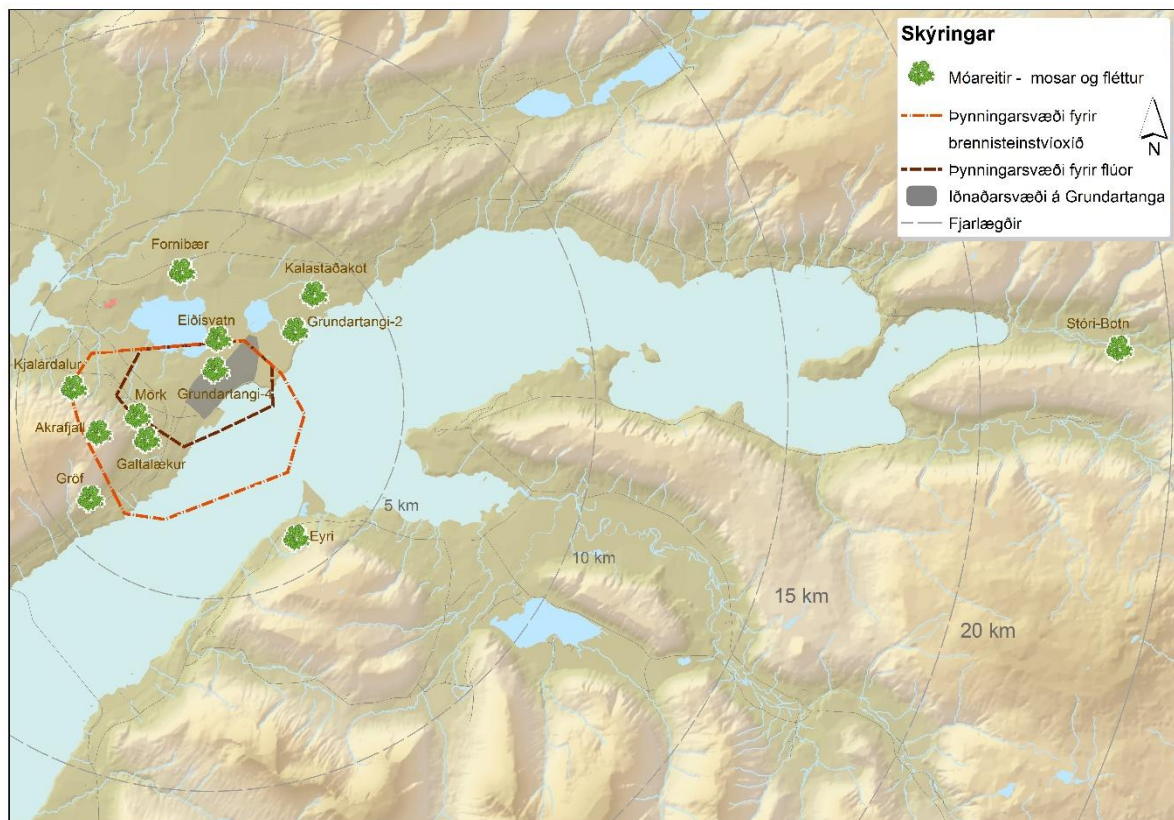 Skýringar
Móareitir - mosar og fléttur
Þynningarsvæði fyrir
brennisteinstvíoxíð
N
Þynningarsvæði fyrir flúor
Iðnaðarsvæði á Grundartanga
Fjarlægðir
Fornibær
Kalastaðakot
Eiðisvatn
Grundartangi-2
Stóri-Botn
Kjalardalur
Mörk
Grundartangi-4
Akrafjall
Galtalækur
Gröf
5 km
Eyri
10 km
15 km
20 km